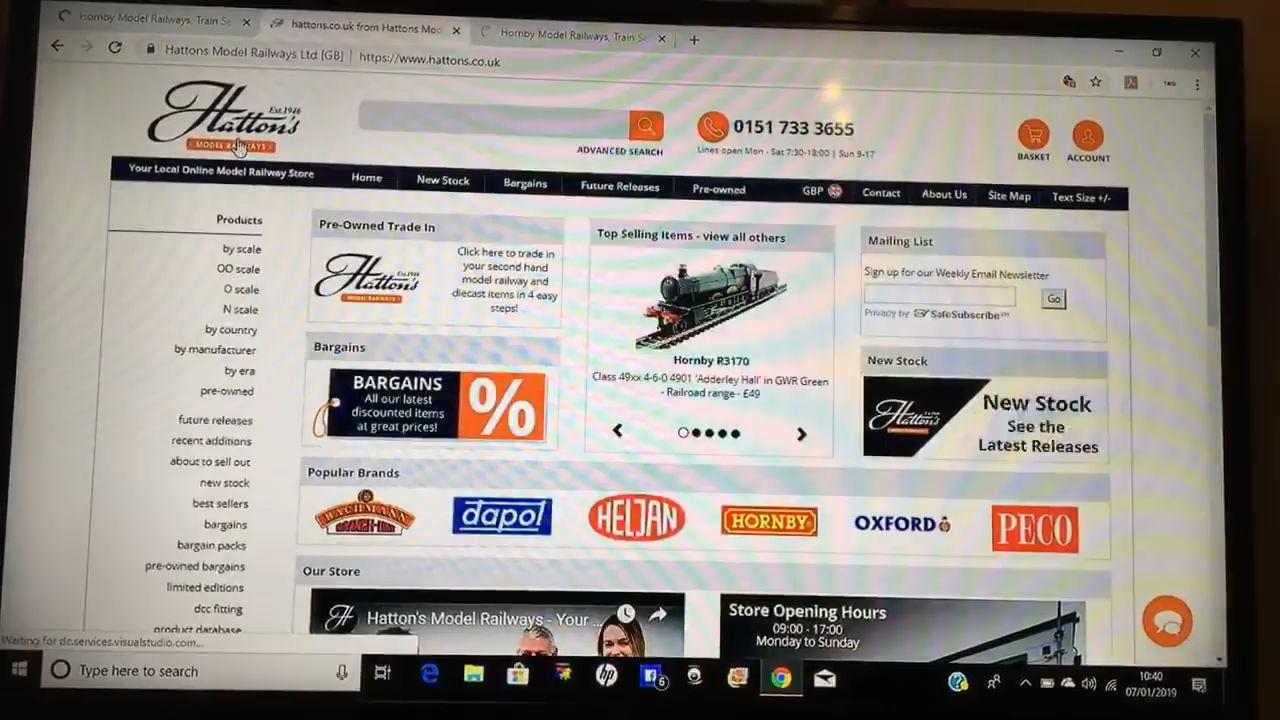 Hornby Model Railways, Train Se
hattons.co.uk from Hattons Mod
Hornby Model Railways, Train Se
Hattons Model Railways Ltd [GB] | https://www.hattons.co.uk
Est.1946
Hatton's
MODEL RAILWAYS
ADVANCED SEARCH
0151 733 3655
Lines open Mon - Sat 7:30-18:00 | Sun 9-17
BASKET
ACCOUNT
Your Local Online Model Railway Store
Home
New Stock
Bargains
Future Releases
Pre-owned
GBP
Contact
About Us
Site Map
Text Size +/-
Products
by scale
OO scale
O scale
N scale
by country
by manufacturer
by era
pre-owned
future releases
recent additions
about to sell out
new stock
best sellers
bargains
bargain packs
pre-owned bargains
limited editions
dcc fitting
product database
Pre-Owned Trade In
Hatton's
MODEL RAILWAYS
Click here to trade in
your second hand
model railway and
diecast items in 4 easy
steps!
Bargains
BARGAINS
All our latest
discounted items
at great prices!
%
Top Selling Items - view all others
Hornby R3170
Class 49xx 4-6-0 4901 'Adderley Hall' in GWR Green
- Railroad range - £49
Mailing List
Sign up for our Weekly Email Newsletter
Go
Privacy by SafeSubscribe
New Stock
Hatton's
New Stock
See the
Latest Releases
Popular Brands
BACHMANN
BRANCH-LINE
dapol
HELJAN
HORNBY
OXFORD
PECO
Our Store
Hatton's Model Railways - Your ...
Store Opening Hours
09:00 - 17:00
Monday to Sunday
Waiting for dc.services.visualstudio.com...
Type here to search
hp
6
10:40
07/01/2019